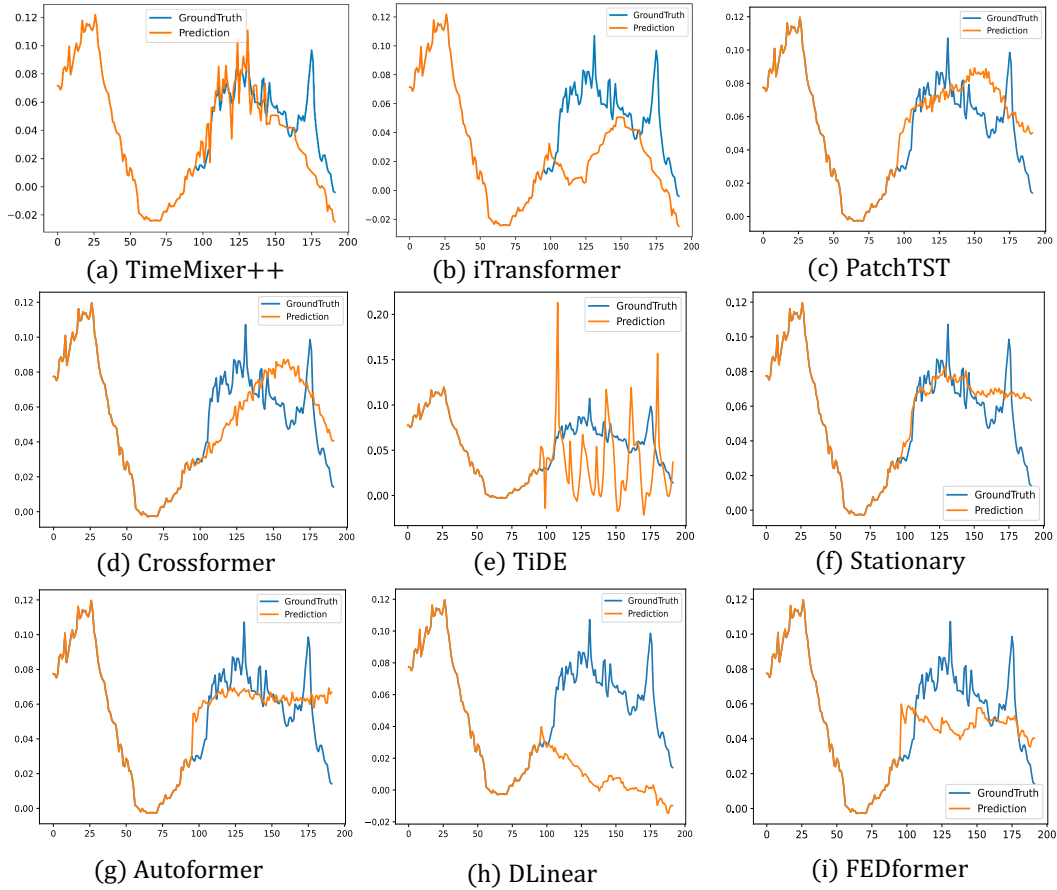 GroundTruth
Prediction
0.12
0.10
0.08
0.06
0.04
0.02
0.00
−0.02
0 25 50 75 100 125 150 175 200
(a) TimeMixer++
GroundTruth
Prediction
0.12
0.10
0.08
0.06
0.04
0.02
0.00
−0.02
0 25 50 75 100 125 150 175 200
(b) iTransformer
GroundTruth
Prediction
0.12
0.10
0.08
0.06
0.04
0.02
0.00
0 25 50 75 100 125 150 175 200
(c) PatchTST
GroundTruth
Prediction
0.12
0.10
0.08
0.06
0.04
0.02
0.00
0 25 50 75 100 125 150 175 200
(d) Crossformer
GroundTruth
Prediction
0.20
0.15
0.10
0.05
0.00
0 25 50 75 100 125 150 175 200
(e) TiDE
0.12
0.10
0.08
0.06
0.04
0.02
0.00
GroundTruth
Prediction
0 25 50 75 100 125 150 175 200
(f) Stationary
GroundTruth
Prediction
0.12
0.10
0.08
0.06
0.04
0.02
0.00
0 25 50 75 100 125 150 175 200
(g) Autoformer
GroundTruth
Prediction
0.12
0.10
0.08
0.06
0.04
0.02
0.00
−0,02
0 25 50 75 100 125 150 175 200
(h) DLinear
0.12
0.10
0.08
0.06
0.04
0.02
0.00
GroundTruth
Prediction
0 25 50 75 100 125 150 175 200
(i) FEDformer